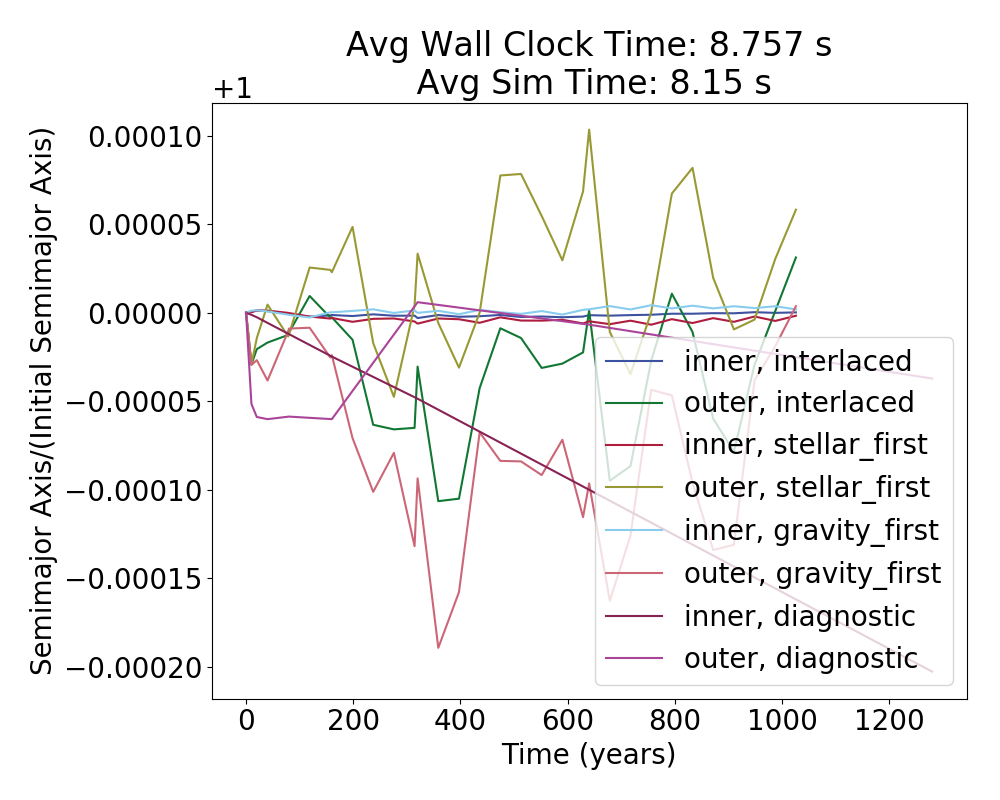 Avg Wall Clock Time: 8.757 s
Avg Sim Time: 8.15 s
+1
0.00010
0.00005
0.00000
−0.00005
−0.00010
−0.00015
−0.00020
Semimajor Axis/(Initial Semimajor Axis)
inner, interlaced
outer, interlaced
inner, stellar_first
outer, stellar_first
inner, gravity_first
outer, gravity_first
inner, diagnostic
outer, diagnostic
0 200 400 600 800 1000 1200
Time (years)